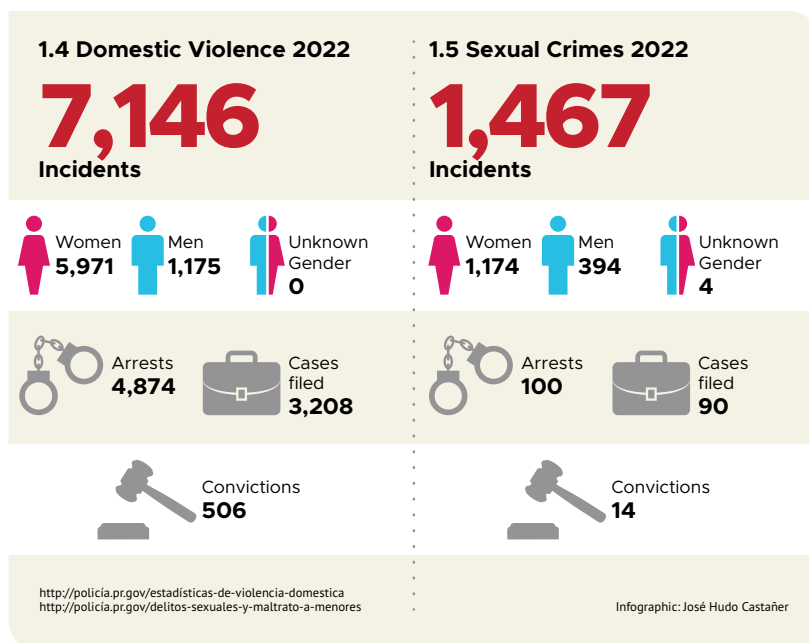 1.4 Domestic Violence 2022
7,146
Incidents
Women
5,971
Men
1,175
Unknown
Gender
0
Arrests
4,874
Cases
filed
3,208
Convictions
506
1.5 Sexual Crimes 2022
1,467
Incidents
Women
1,174
Men
394
Unknown
Gender
4
Arrests
100
Cases
filed
90
Convictions
14
http://policía.pr.gov/estadísticas-de-violencia-domestica
http://policía.pr.gov/delitos-sexuales-y-maltrato-a-menores
Infographic: José Hudo Castañer